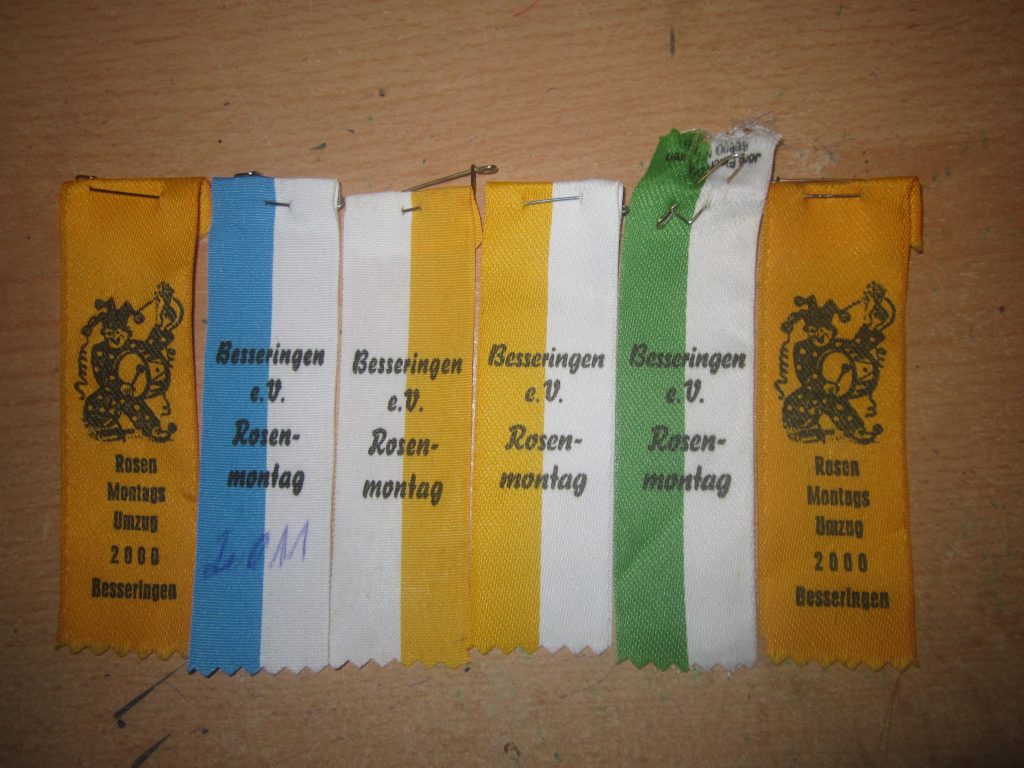 Rosen
Montags
Umzug
2000
Besseringen
Besseringen
e.V.
Rosen-
montag
2011
Besseringen
e.V.
Rosen-
montag
Besseringen
e.V.
Rosen-
montag
Besseringen
e.V.
Rosen-
montag
Rosen
Montags
Umzug
2000
Besseringen